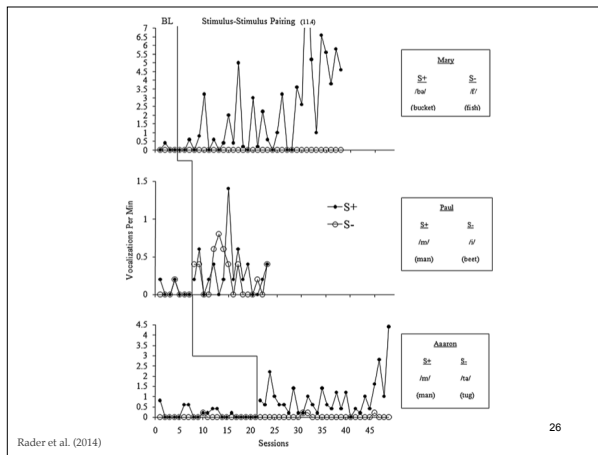 BL Stimulus-Stimulus Pairing (11.4)
7
6.5
6
5.5
5
4.5
4
3.5
3
2.5
2
1.5
1
0.5
0
Mary
S+ S-
/bə/ /f/
(bucket) (fish)
Vocalizations Per Min
1.5
1
0.5
0
S+
S-
Paul
S+ S-
/m/ /i/
(man) (beet)
4.5
4
3.5
3
2.5
2
1.5
1
0.5
0
Aaaron
S+ S-
/m/ /ta/
(man) (tug)
0 5 10 15 20 25 30 35 40 45
Sessions
Rader et al. (2014)
26